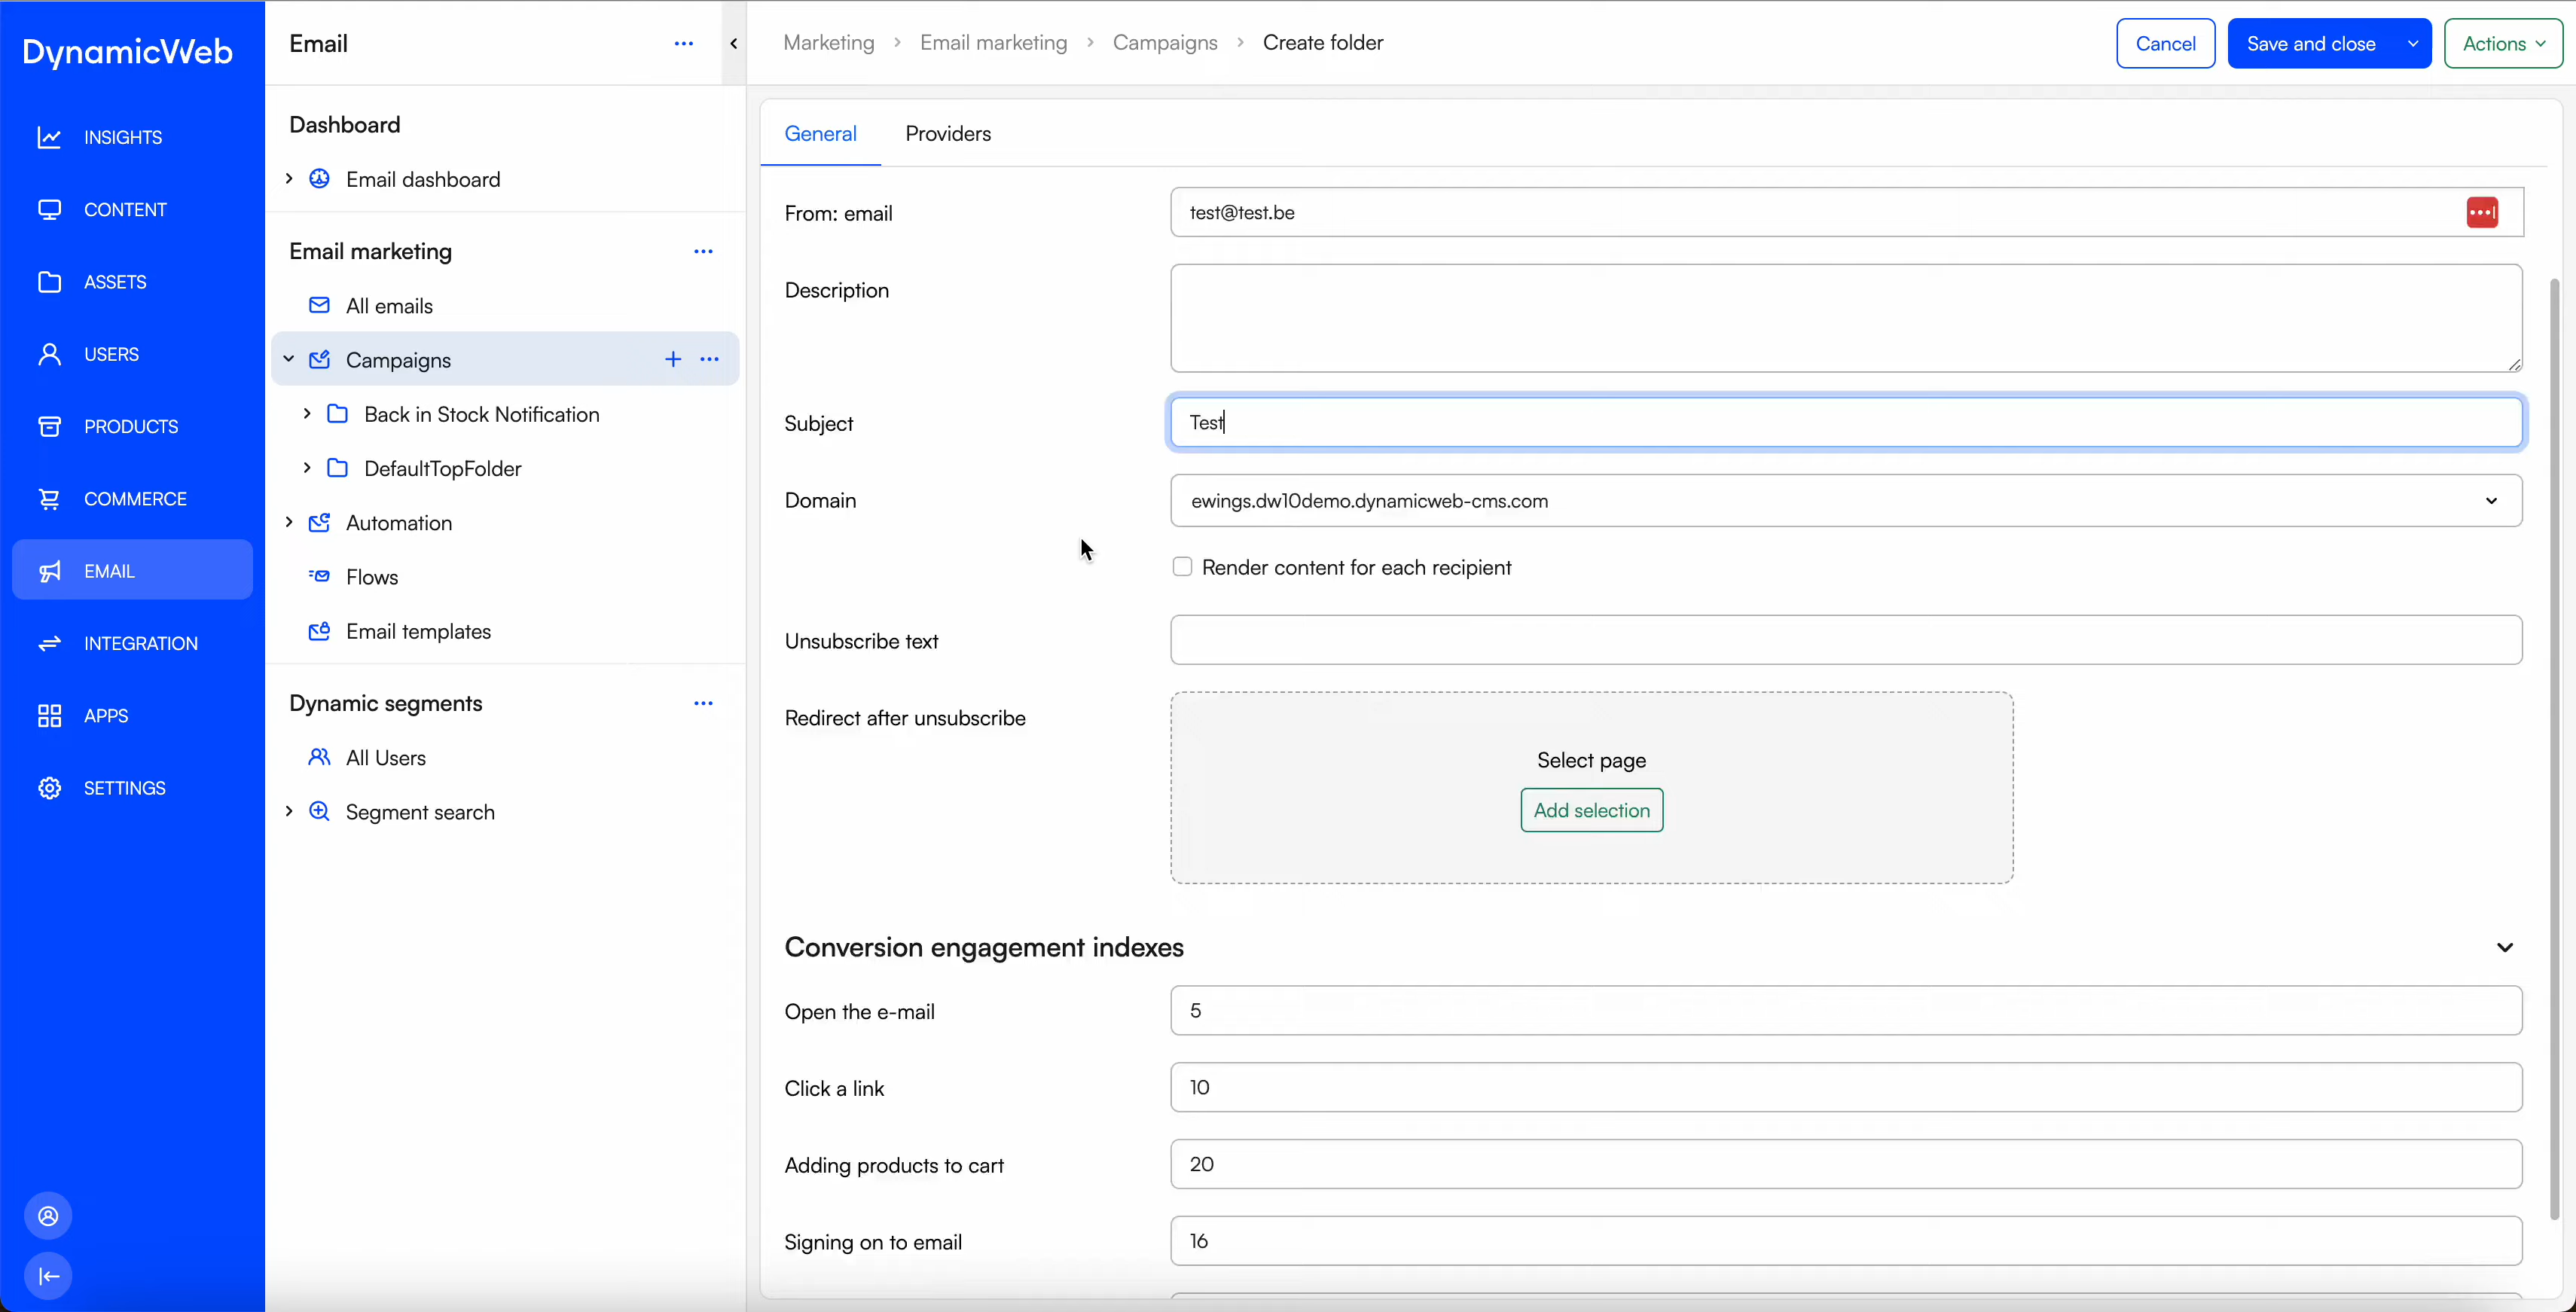 DynamicWeb
INSIGHTS
CONTENT
ASSETS
USERS
PRODUCTS
COMMERCE
EMAIL
INTEGRATION
APPS
SETTINGS
Email
Dashboard
Email dashboard
Email marketing
All emails
Campaigns
Back in Stock Notification
DefaultTopFolder
Automation
Flows
Email templates
Dynamic segments
All Users
Segment search
Marketing > Email marketing > Campaigns > Create folder
Cancel
Save and close
Actions
General
Providers
From: email
test@test.be
Description
Subject
Test
Domain
ewings.dw10demo.dynamicweb-cms.com
Render content for each recipient
Unsubscribe text
Redirect after unsubscribe
Select page
Add selection
Conversion engagement indexes
Open the e-mail
5
Click a link
10
Adding products to cart
20
Signing on to email
16